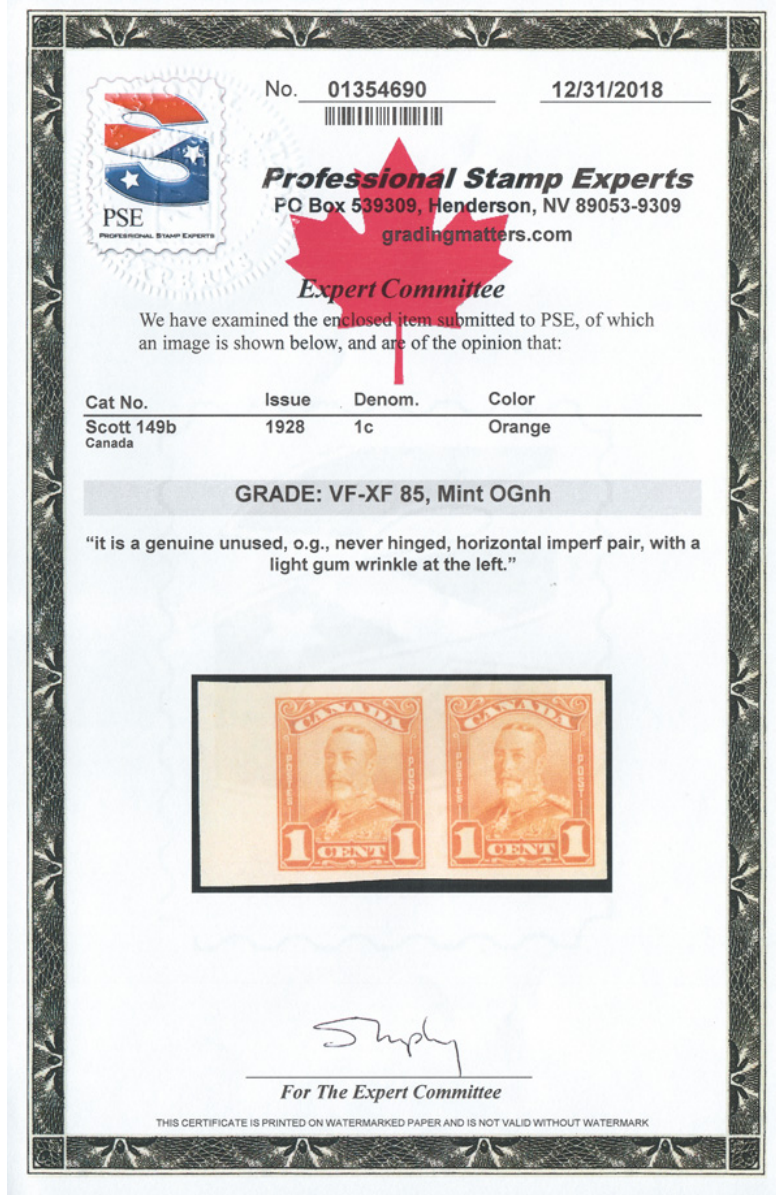 No. 01354690 12/31/2018
PSE
PROFESSIONAL STAMP EXPERTS
Professional Stamp Experts
PO Box 539309, Henderson, NV 89053-9309
gradingmatters.com
Expert Committee
We have examined the enclosed item submitted to PSE, of which
an image is shown below, and are of the opinion that:
Cat No. Issue Denom. Color
Scott 149b 1928 1c Orange
Canada
GRADE: VF-XF 85, Mint OGnh
“it is a genuine unused, o.g., never hinged, horizontal imperf pair, with a
light gum wrinkle at the left.”
CANADA CANADA
POSTES POST POSTES POST
1 CENT 1 1 CENT 1
For The Expert Committee
THIS CERTIFICATE IS PRINTED ON WATERMARKED PAPER AND IS NOT VALID WITHOUT WATERMARK